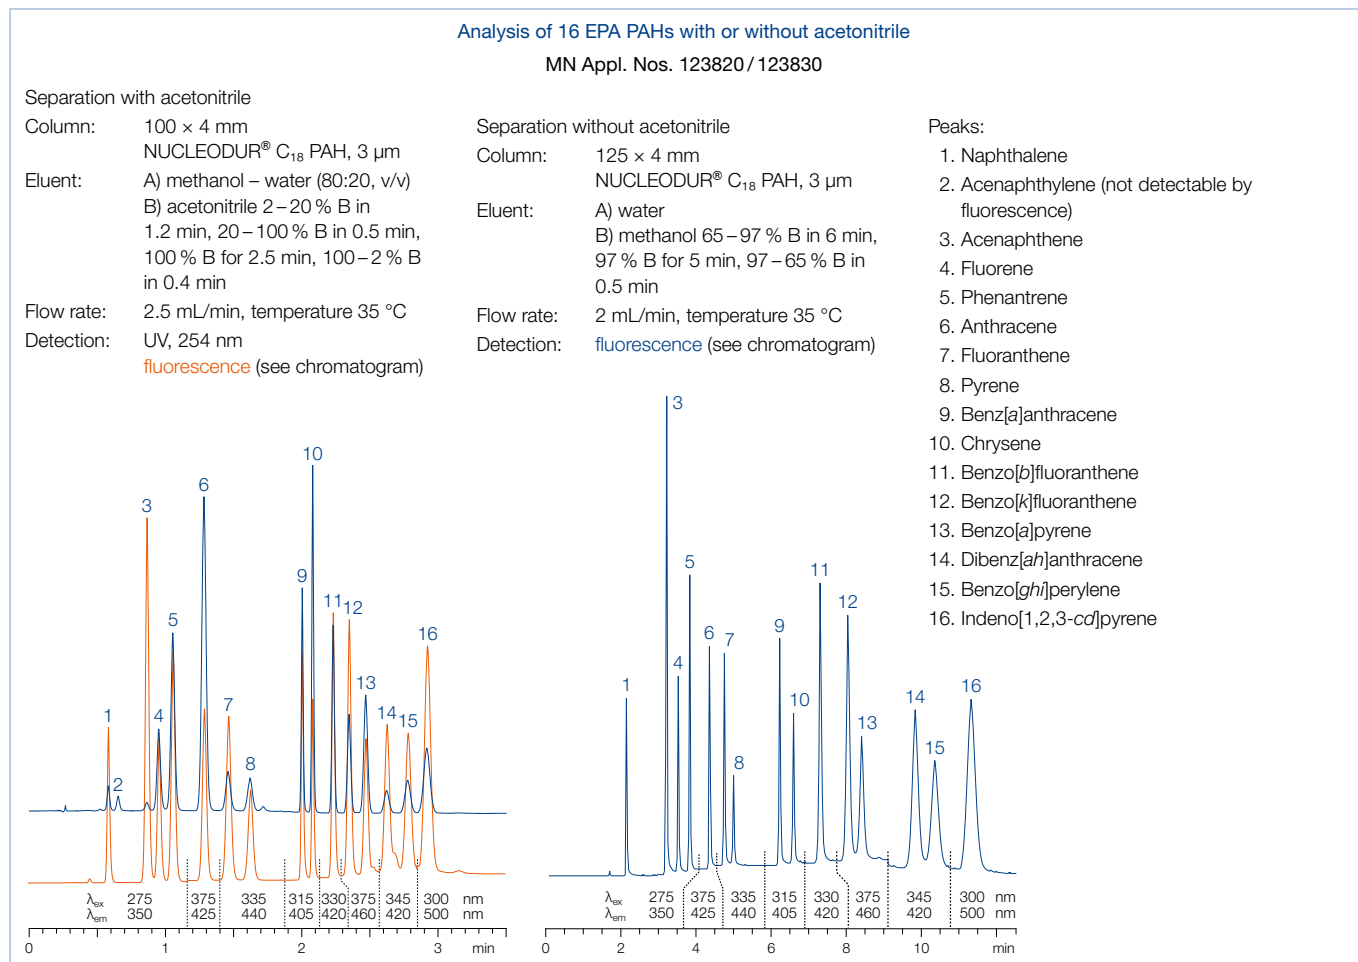 Analysis of 16 EPA PAHs with or without acetonitrile
MN Appl. Nos. 123820 / 123830
Separation with acetonitrile
Column: 100 × 4 mm
NUCLEODUR® C18 PAH, 3 µm
Eluent: A) methanol – water (80:20, v/v)
B) acetonitrile 2 – 20 % B in
1.2 min, 20 – 100 % B in 0.5 min,
100 % B for 2.5 min, 100 – 2 % B
in 0.4 min
Flow rate: 2.5 mL/min, temperature 35 °C
Detection: UV, 254 nm
fluorescence (see chromatogram)
Separation without acetonitrile
Column: 125 × 4 mm
NUCLEODUR® C18 PAH, 3 µm
Eluent: A) water
B) methanol 65 – 97 % B in 6 min,
97 % B for 5 min, 97 – 65 % B in
0.5 min
Flow rate: 2 mL/min, temperature 35 °C
Detection: fluorescence (see chromatogram)
Peaks:
1. Naphthalene
2. Acenaphthylene (not detectable by
fluorescence)
3. Acenaphthene
4. Fluorene
5. Phenantrene
6. Anthracene
7. Fluoranthene
8. Pyrene
9. Benz[a]anthracene
10. Chrysene
11. Benzo[b]fluoranthene
12. Benzo[k]fluoranthene
13. Benzo[a]pyrene
14. Dibenz[ah]anthracene
15. Benzo[ghi]perylene
16. Indeno[1,2,3-cd]pyrene
1 2 3 4 5 6 7 8 9 10 11 12 13 14 15 16
λex 275 375 335 315 330 375 345 300 nm
λem 350 425 440 405 420 460 420 500 nm
0 1 2 3 min
1 3 4 5 6 7 8 9 10 11 12 13 14 15 16
λex 275 375 335 315 330 375 345 300 nm
λem 350 425 440 405 420 460 420 500 nm
0 2 4 6 8 10 min